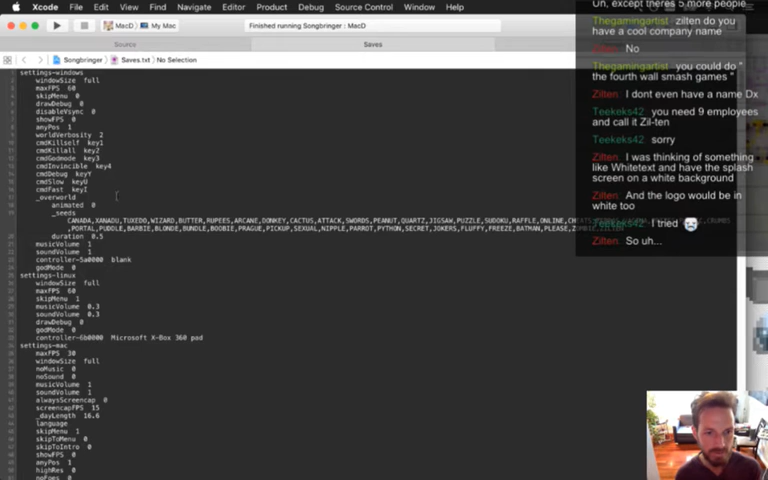 Xcode File Edit View Find Navigate Editor Product Debug Source Control Window Help
MacD My Mac
Finished running Songbringer : MacD
Source
Saves
Songbringer Saves.txt No Selection
settings-windows
windowSize full
maxFPS 60
skipMenu 0
drawDebug 0
disableVsync 0
showFPS 0
anyPos 1
worldVerbosity 2
cmdKillself key1
cmdKillall key2
cmdGodmode key3
cmdInvincible key4
cmdDebug keyY
cmdSlow keyU
cmdFast keyI
_overworld
animated 0
_seeds
CANADA,XANADU,TUXEDO,WIZARD,BUTTER,RUPEES,ARCANE,DONKEY,CACTUS,ATTACK,SWORDS,PEANUT,QUARTZ,JIGSAW,PUZZLE,SUDOKU,RAFFLE,ONLINE,
,PORTAL,PUDDLE,BARBIE,BLONDE,BUNDLE,BOOBIE,PRAGUE,PICKUP,SEXUAL,NIPPLE,PARROT,PYTHON,SECRET,JOKERS,FLUFFY,FREEZE,BATMAN,PLEASE,
duration 0.5
musicVolume 1
soundVolume 1
controller-5a0000 blank
godMode 0
settings-linux
windowSize full
maxFPS 60
skipMenu 1
musicVolume 0.3
soundVolume 0.3
drawDebug 0
godMode 0
controller-6b0000 Microsoft X-Box 360 pad
settings-mac
maxFPS 30
windowSize full
noMusic 0
noSound 0
musicVolume 1
soundVolume 1
alwaysScreencap 0
screencapFPS 15
_dayLength 16.6
language
skipMenu 1
skipToMenu 0
skipToIntro 0
showFPS 0
anyPos 1
highRes 0
noFoes 0
Uh, except theres 5 more people
Thegamingartist zilten do you
have a cool company name
Zilten: No
Thegamingartist you could do "
the fourth wall smash games "
Zilten: I dont even have a name Dx
Teekeks42 you need 9 employees
and call it Zil-ten
Teekeks42 sorry
Zilten: I was thinking of something
like Whitetext and have the splash
screen on a white background
Zilten: And the logo would be in
white too
Teekeks42 I tried
Zilten: So uh...